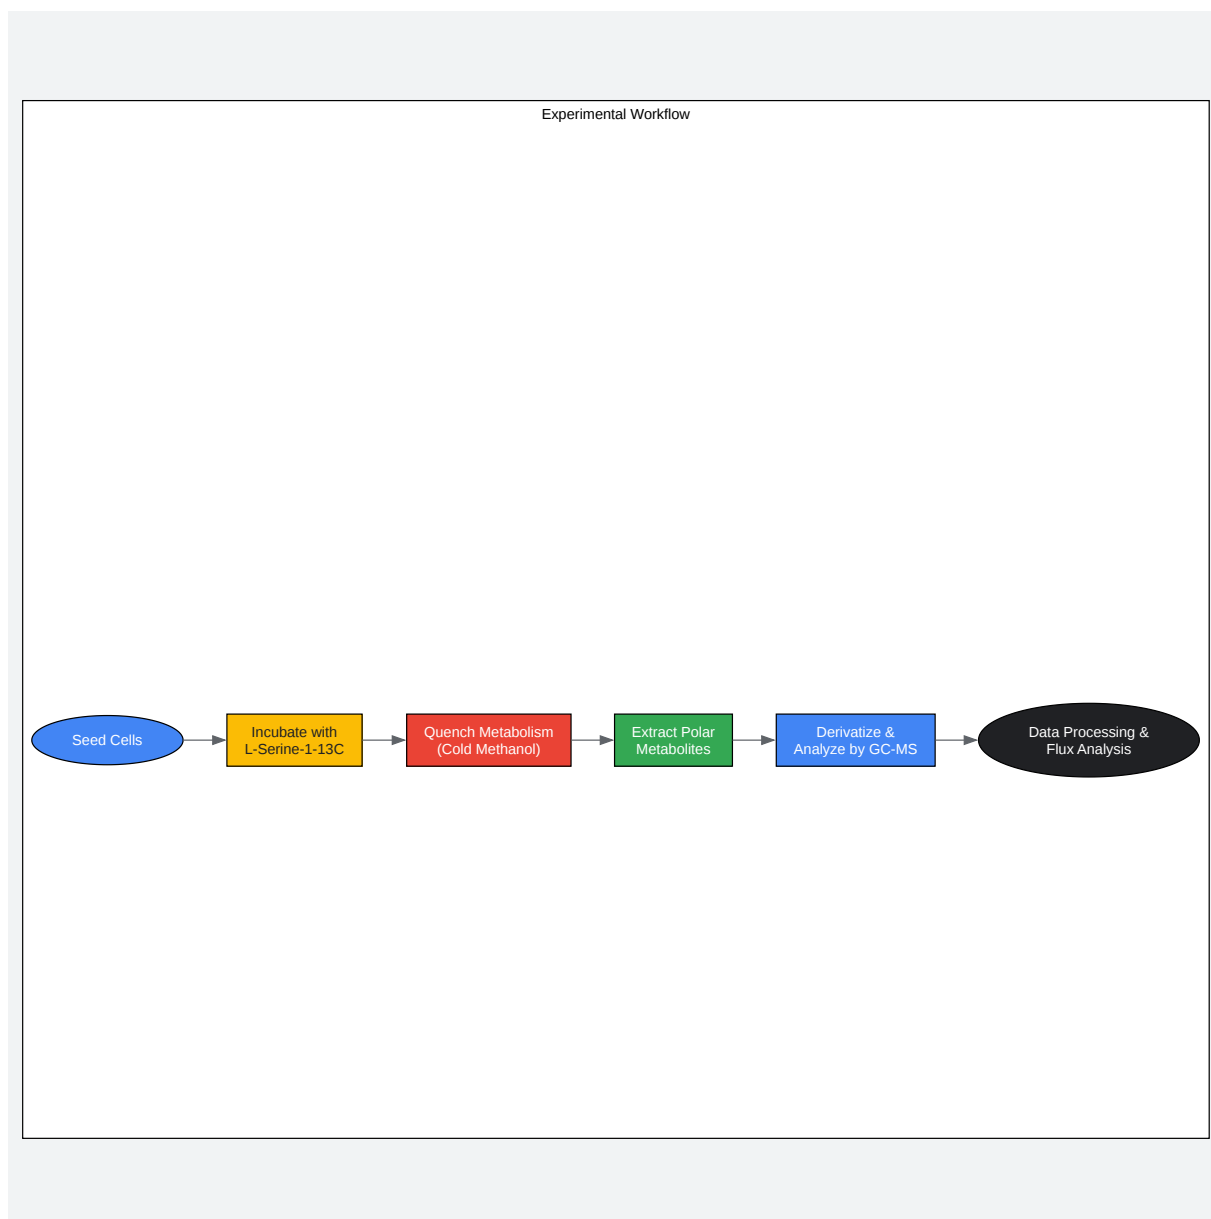 Experimental Workflow
Seed Cells
Incubate with
L-Serine-1-13C
Quench Metabolism
(Cold Methanol)
Extract Polar
Metabolites
Derivatize &
Analyze by GC-MS
Data Processing &
Flux Analysis